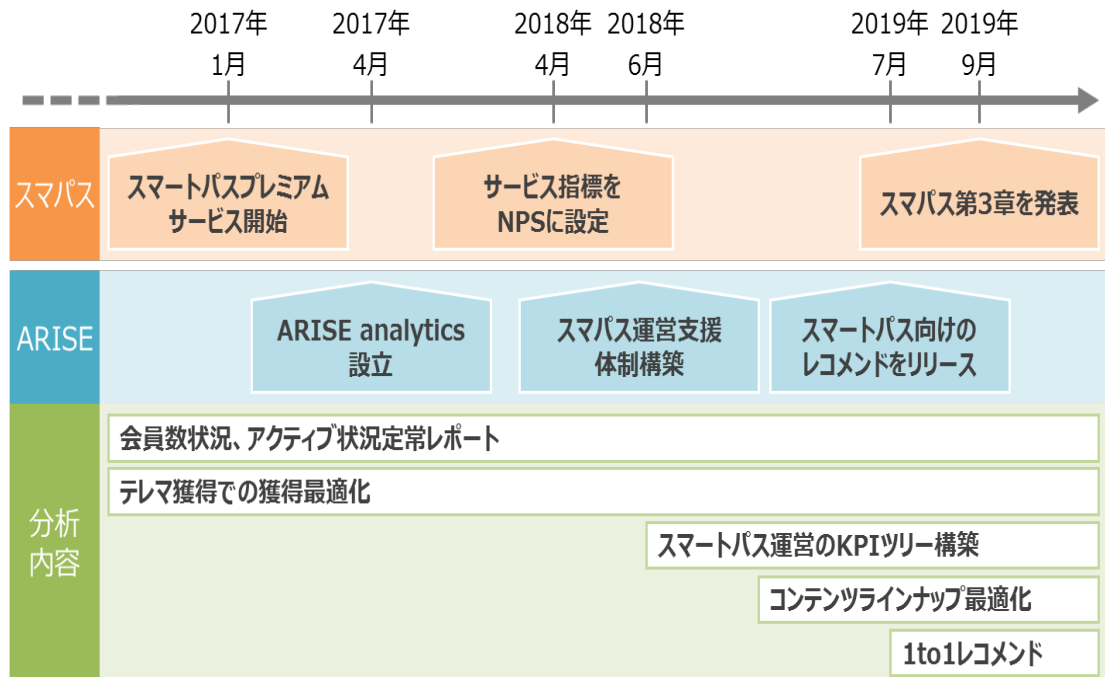 2017年 2017年 2018年 2018年 2019年 2019年
1月 4月 4月 6月 7月 9月
スマパス
スマートパスプレミアム
サービス開始
サービス指標を
NPSに設定
スマパス第3章を発表
ARISE
ARISE analytics
設立
スマパス運営支援
体制構築
スマートパス向けの
レコメンドをリリース
分析
内容
会員数状況、アクティブ状況定常レポート
テレマ獲得での獲得最適化
スマートパス運営のKPIツリー構築
コンテンツラインナップ最適化
1to1レコメンド